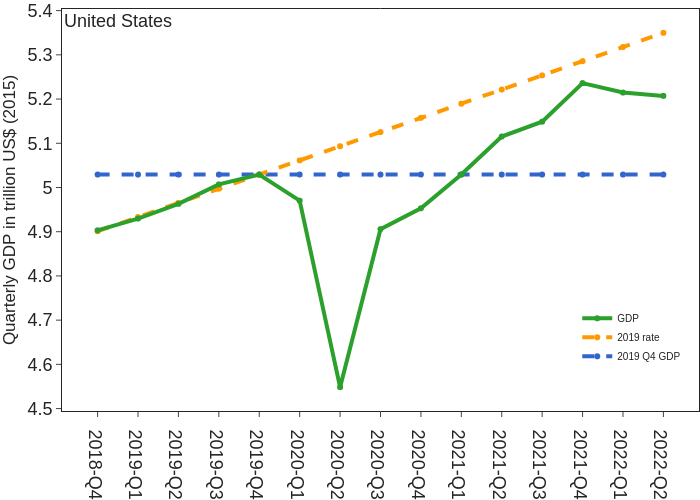 United States
Quarterly GDP in trillion US$ (2015)
5.4
5.3
5.2
5.1
5
4.9
4.8
4.7
4.6
4.5
GDP
2019 rate
2019 Q4 GDP
2018-Q4
2019-Q1
2019-Q2
2019-Q3
2019-Q4
2020-Q1
2020-Q2
2020-Q3
2020-Q4
2021-Q1
2021-Q2
2021-Q3
2021-Q4
2022-Q1
2022-Q2